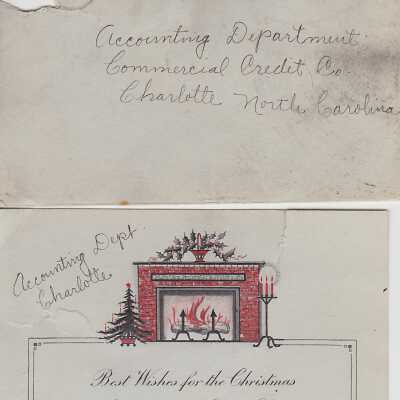 Accounting Department
Commercial Credit Co.
Charlotte North Carolina
Accounting Dept
Charlotte
Best Wishes for the Christmas